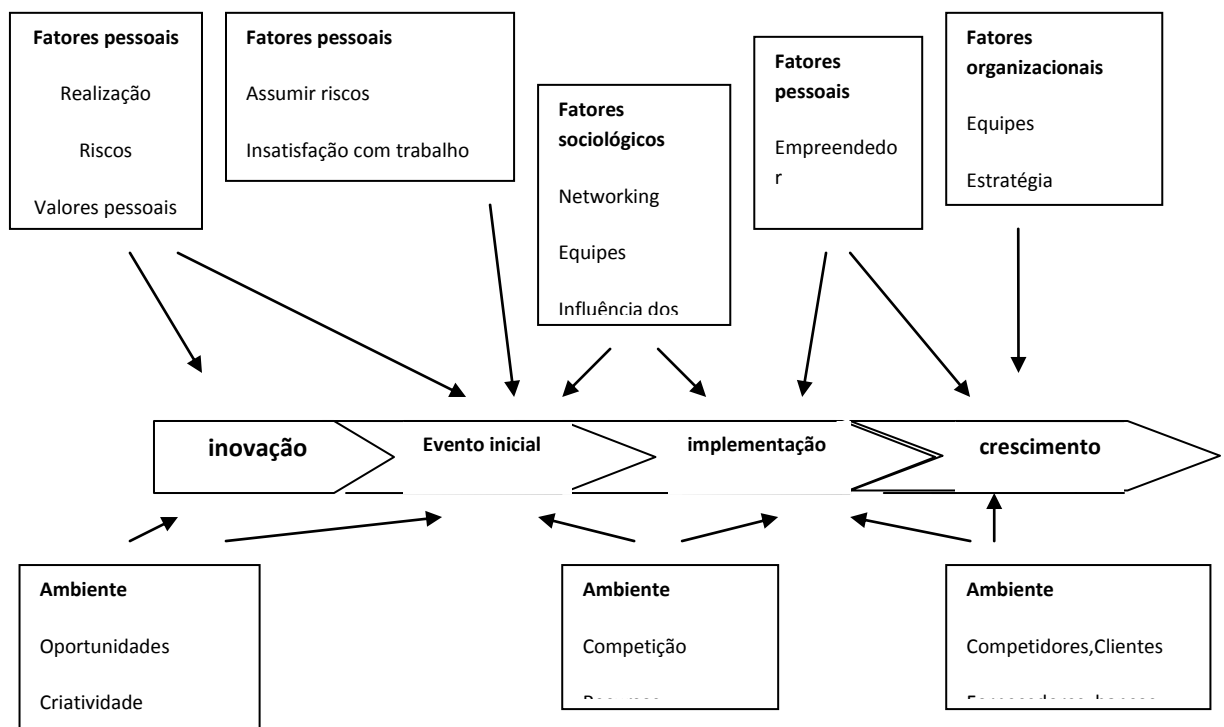 Fatores pessoais
Realização
Riscos
Valores pessoais
Fatores pessoais
Assumir riscos
Insatisfação com trabalho
Fatores
sociológicos
Networking
Equipes
Influência dos
Fatores
pessoais
Empreendedo
r
Fatores
organizacionais
Equipes
Estratégia
inovação
Evento inicial
implementação
crescimento
Ambiente
Oportunidades
Criatividade
Ambiente
Competição
Ambiente
Competidores,Clientes